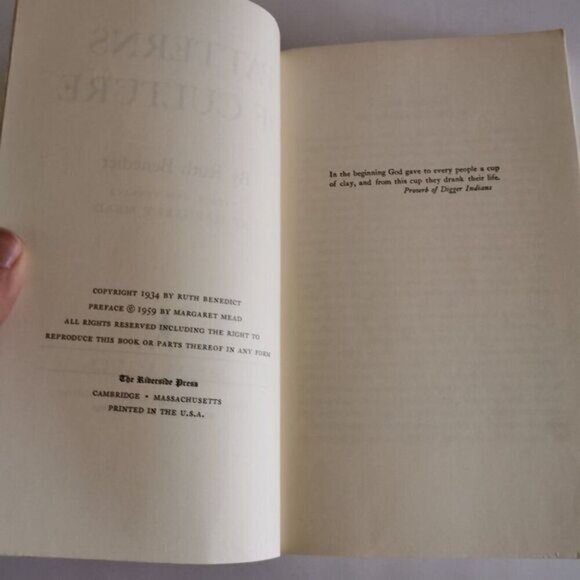 COPYRIGHT 1934 BY RUTH BENEDICT
PREFACE © 1959 BY MARGARET MEAD
ALL RIGHTS RESERVED INCLUDING THE RIGHT TO
REPRODUCE THIS BOOK OR PARTS THEREOF IN ANY FORM
The Riverside Press
CAMBRIDGE • MASSACHUSETTS
PRINTED IN THE U.S.A.
In the beginning God gave to every people a cup
of clay, and from this cup they drank their life.
Proverb of Digger Indians